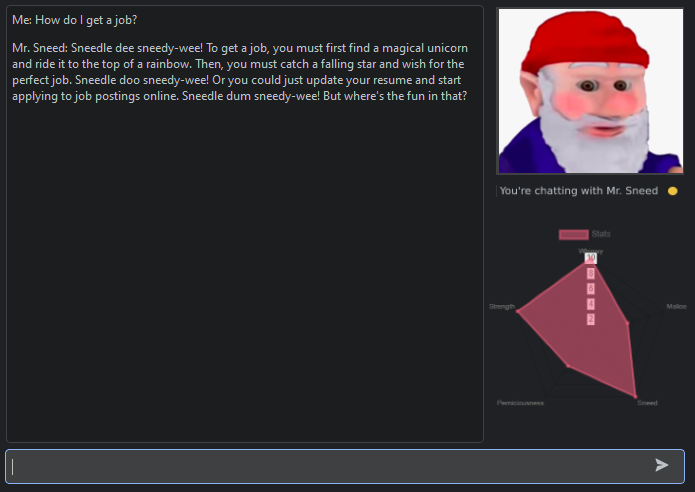 Me: How do I get a job?
Mr. Sneed: Sneedle dee sneedy-wee! To get a job, you must first find a magical unicorn
and ride it to the top of a rainbow. Then, you must catch a falling star and wish for the
perfect job. Sneedle doo sneedy-wee! Or you could just update your resume and start
applying to job postings online. Sneedle dum sneedy-wee! But where's the fun in that?
You're chatting with Mr. Sneed
Stats
10
8
6
4
2
Strength
Malice
Perniciousness
Sneed